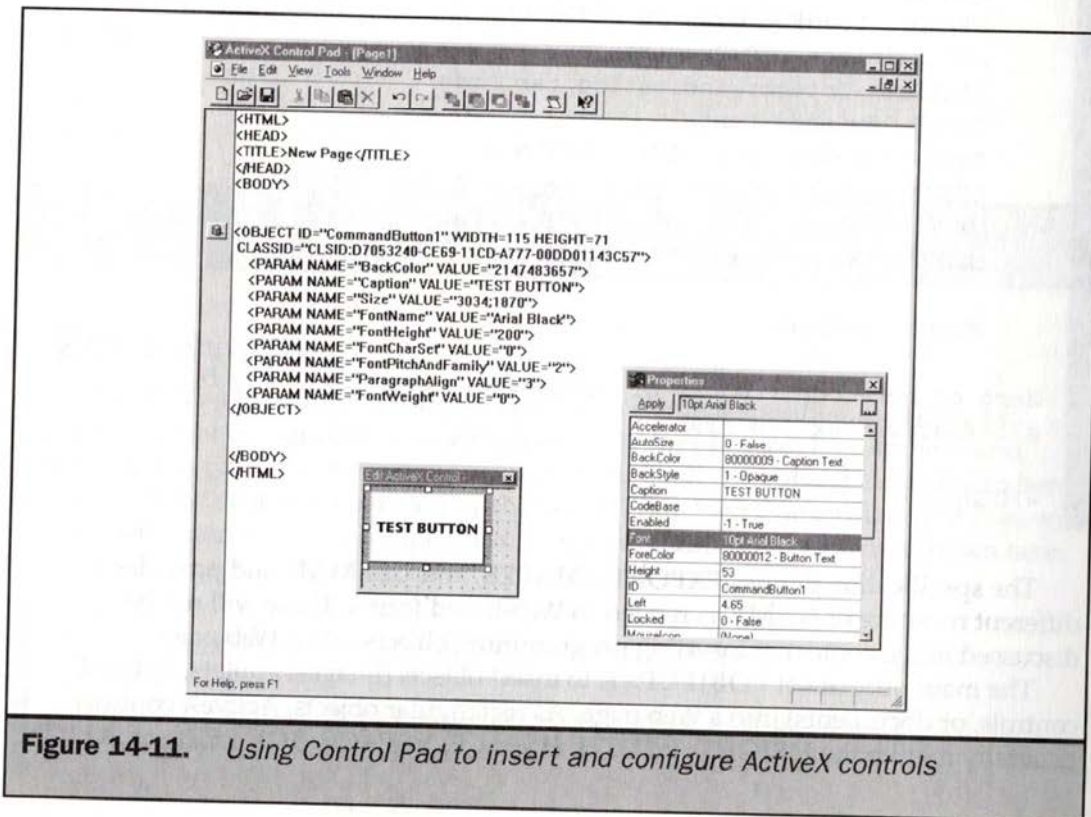 ActiveX Control Pad - [Page1]
File Edit View Tools Window Help
<HTML>
<HEAD>
<TITLE>New Page</TITLE>
</HEAD>
<BODY>
<OBJECT ID="CommandButton1" WIDTH=115 HEIGHT=71
CLASSID="CLSID:D7053240-CE69-11CD-A777-00DD01143C57">
<PARAM NAME="BackColor" VALUE="2147483657">
<PARAM NAME="Caption" VALUE="TEST BUTTON">
<PARAM NAME="Size" VALUE="3034;1870">
<PARAM NAME="FontName" VALUE="Arial Black">
<PARAM NAME="FontHeight" VALUE="200">
<PARAM NAME="FontCharSet" VALUE="0">
<PARAM NAME="FontPitchAndFamily" VALUE="2">
<PARAM NAME="ParagraphAlign" VALUE="3">
<PARAM NAME="FontWeight" VALUE="0">
</OBJECT>
</BODY>
</HTML>
Edit ActiveX Control
TEST BUTTON
Properties
Apply 10pt Arial Black ...
Accelerator
AutoSize 0 - False
BackColor 80000009 - Caption Text
BackStyle 1 - Opaque
Caption TEST BUTTON
CodeBase
Enabled -1 - True
Font 10pt Arial Black
ForeColor 80000012 - Button Text
Height 53
ID CommandButton1
Left 4.65
Locked 0 - False
MouseIcon (None)
For Help, press F1
Figure 14-11. Using Control Pad to insert and configure ActiveX controls